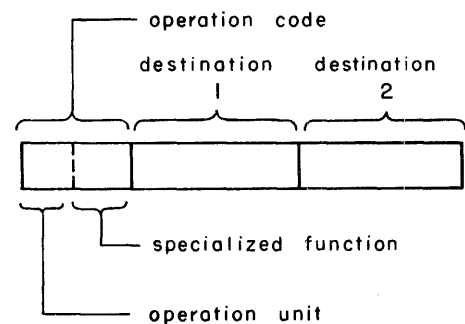 operation code
destination destination
1 2
specialized function
operation unit